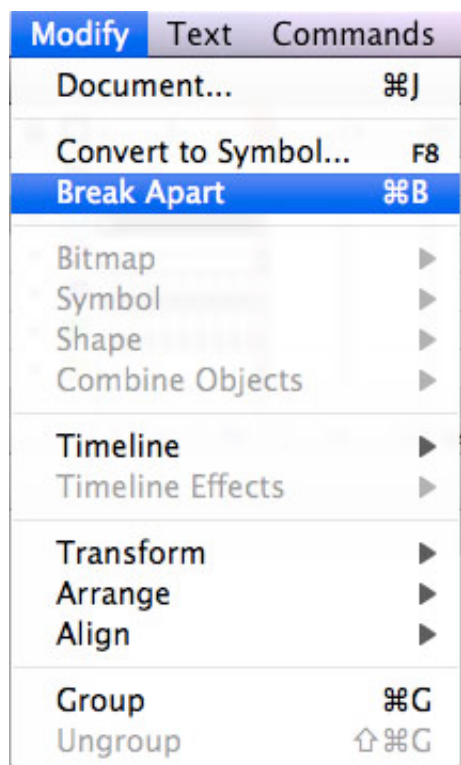 Modify Text Commands
Document... ⌘J
Convert to Symbol... F8
Break Apart ⌘B
Bitmap
Symbol
Shape
Combine Objects
Timeline
Timeline Effects
Transform
Arrange
Align
Group ⌘G
Ungroup ⇧⌘G